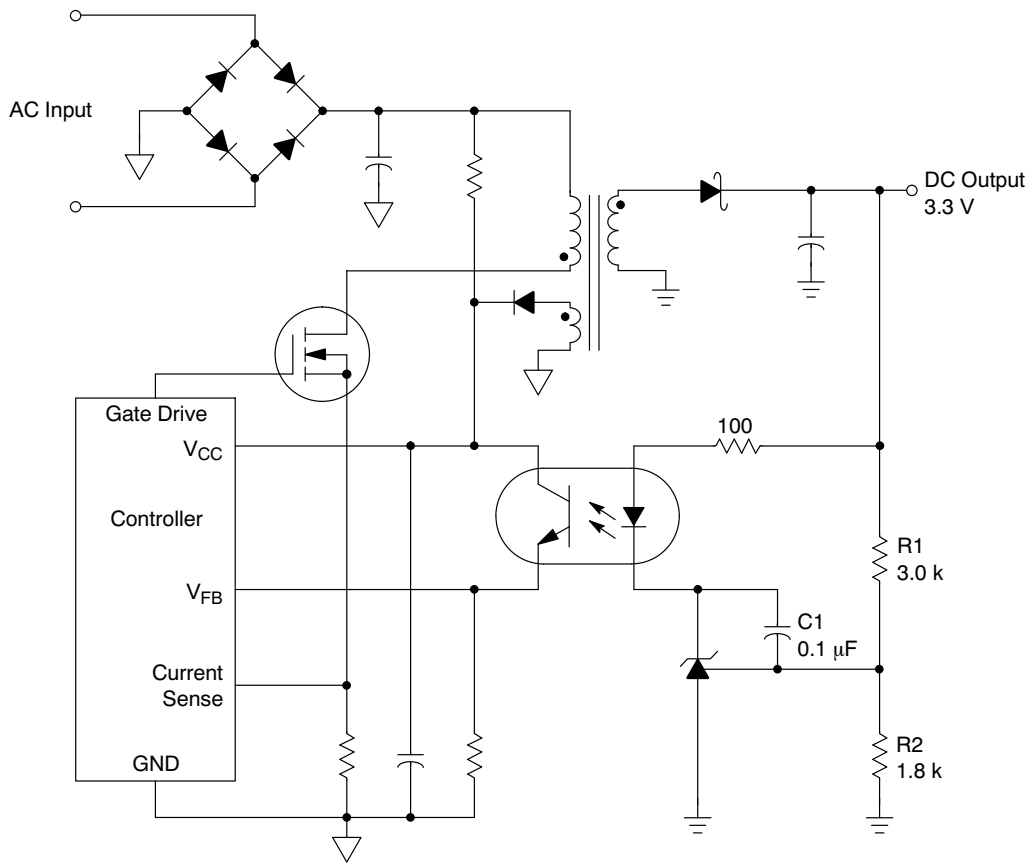 AC Input
DC Output
3.3 V
Gate Drive
V_CC
100
Controller
R1
3.0 k
V_FB
C1
0.1 μF
Current
Sense
GND
R2
1.8 k